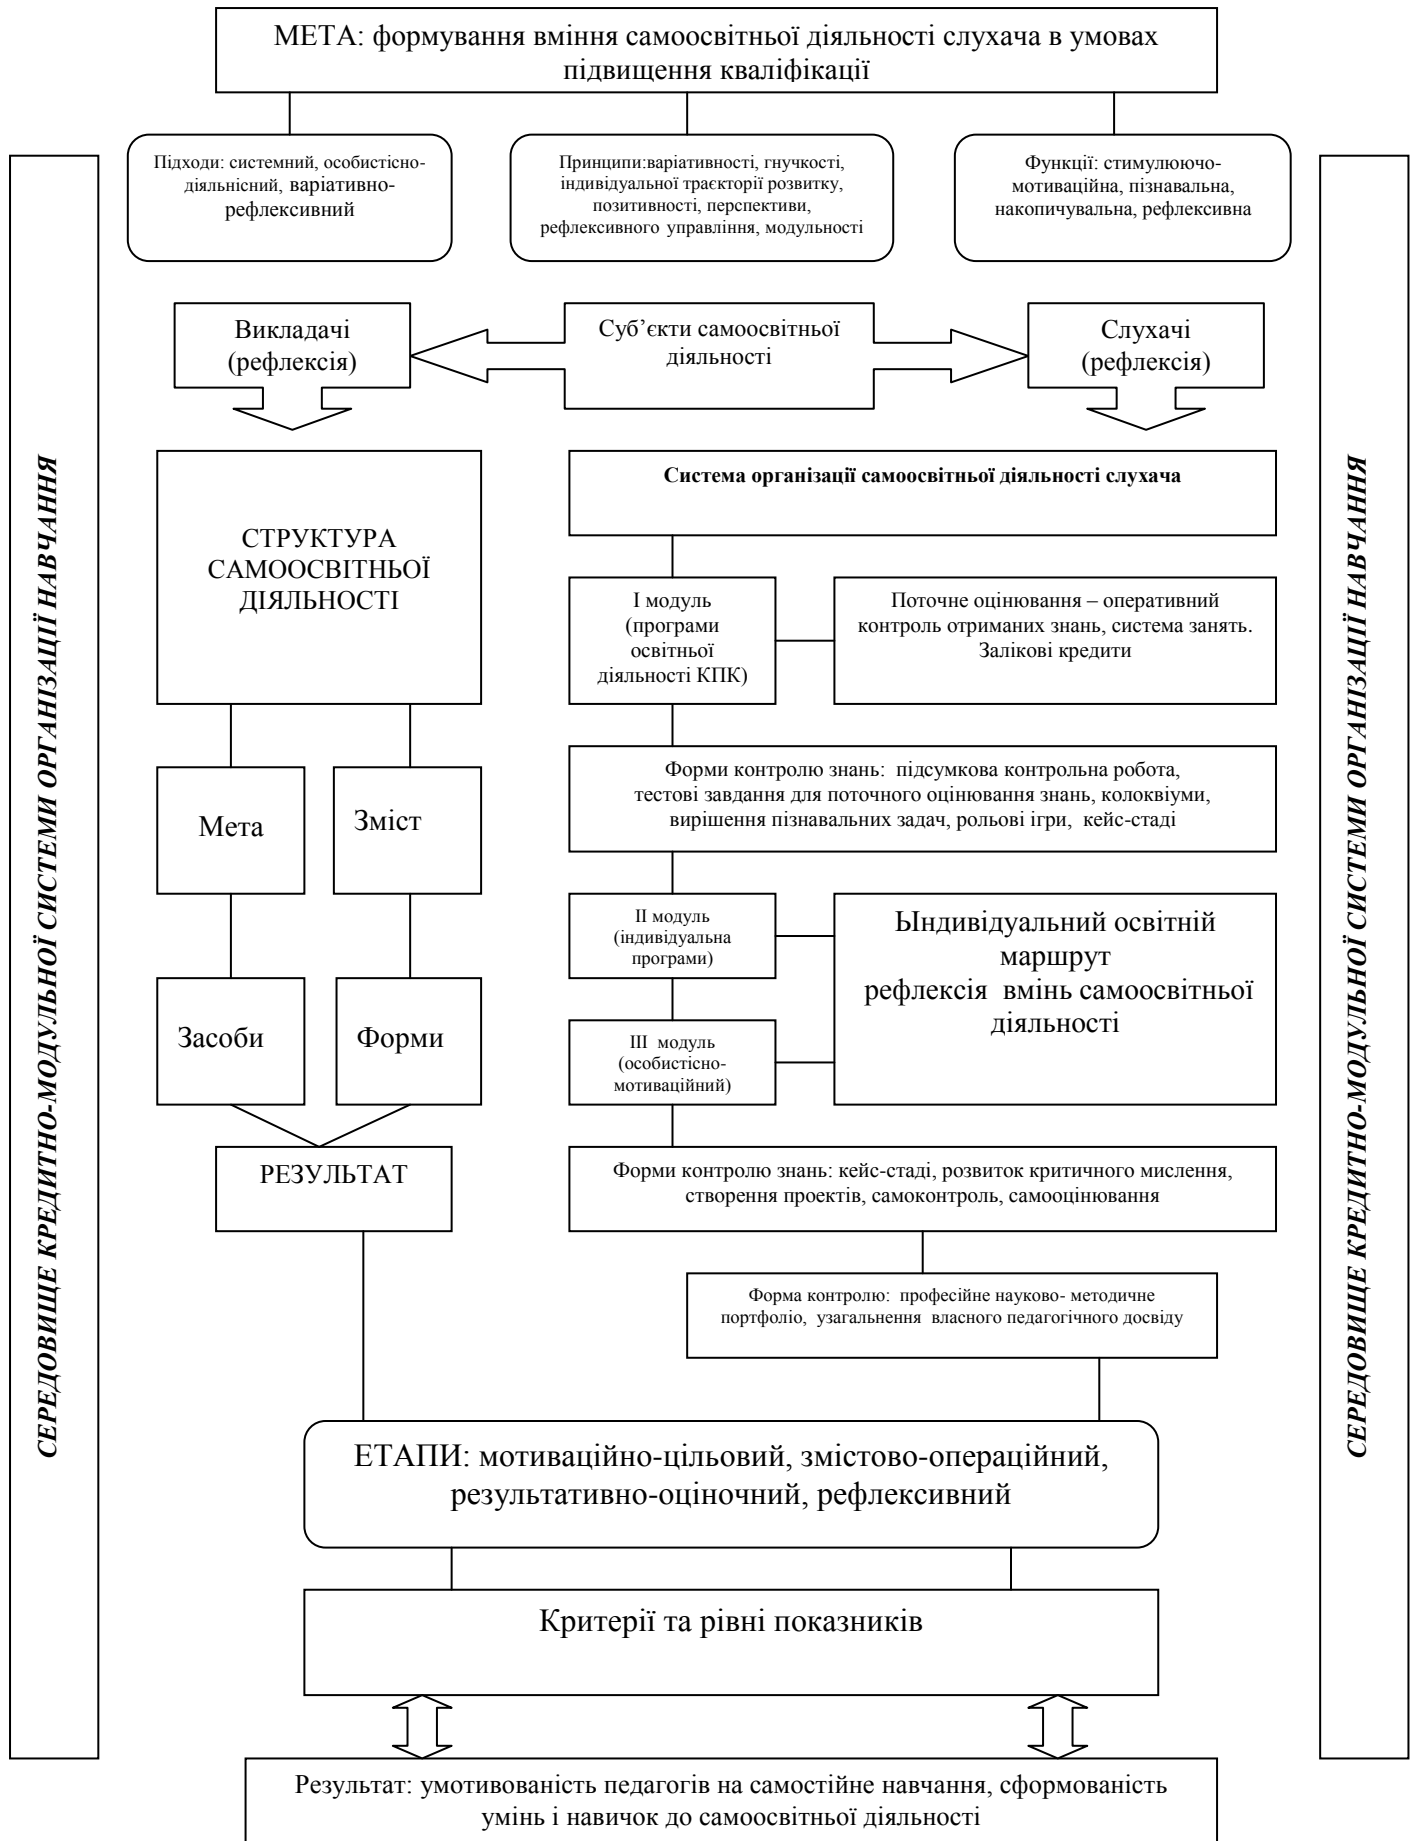 МЕТА: формування вміння самоосвітньої діяльності слухача в умовах
підвищення кваліфікації
Підходи: системний, особистісно-
діяльнісний, варіативно-
рефлексивний
Принципи:варіативності, гнучкості,
індивідуальної траєкторії розвитку,
позитивності, перспективи,
рефлексивного управління, модульності
Функції: стимулюючо-
мотиваційна, пізнавальна,
накопичувальна, рефлексивна
СЕРЕДОВИЩЕ КРЕДИТНО-МОДУЛЬНОЇ СИСТЕМИ ОРГАНІЗАЦІЇ НАВЧАННЯ
Викладачі
(рефлексія)
Суб’єкти самоосвітньої
діяльності
Слухачі
(рефлексія)
СТРУКТУРА
САМООСВІТНЬОЇ
ДІЯЛЬНОСТІ
Мета
Зміст
Засоби
Форми
РЕЗУЛЬТАТ
Система організації самоосвітньої діяльності слухача
І модуль
(програми
освітньої
діяльності КПК)
Поточне оцінювання – оперативний
контроль отриманих знань, система занять.
Залікові кредити
Форми контролю знань: підсумкова контрольна робота,
тестові завдання для поточного оцінювання знань, колоквіуми,
вирішення пізнавальних задач, рольові ігри, кейс-стаді
ІІ модуль
(індивідуальна
програми)
Ындивідуальний освітній
маршрут
рефлексія вмінь самоосвітньої
діяльності
ІІІ модуль
(особистісно-
мотиваційний)
Форми контролю знань: кейс-стаді, розвиток критичного мислення,
створення проектів, самоконтроль, самооцінювання
Форма контролю: професійне науково- методичне
портфоліо, узагальнення власного педагогічного досвіду
ЕТАПИ: мотиваційно-цільовий, змістово-операційний,
результативно-оціночний, рефлексивний
Критерії та рівні показників
Результат: умотивованість педагогів на самостійне навчання, сформованість
умінь і навичок до самоосвітньої діяльності
СЕРЕДОВИЩЕ КРЕДИТНО-МОДУЛЬНОЇ СИСТЕМИ ОРГАНІЗАЦІЇ НАВЧАННЯ